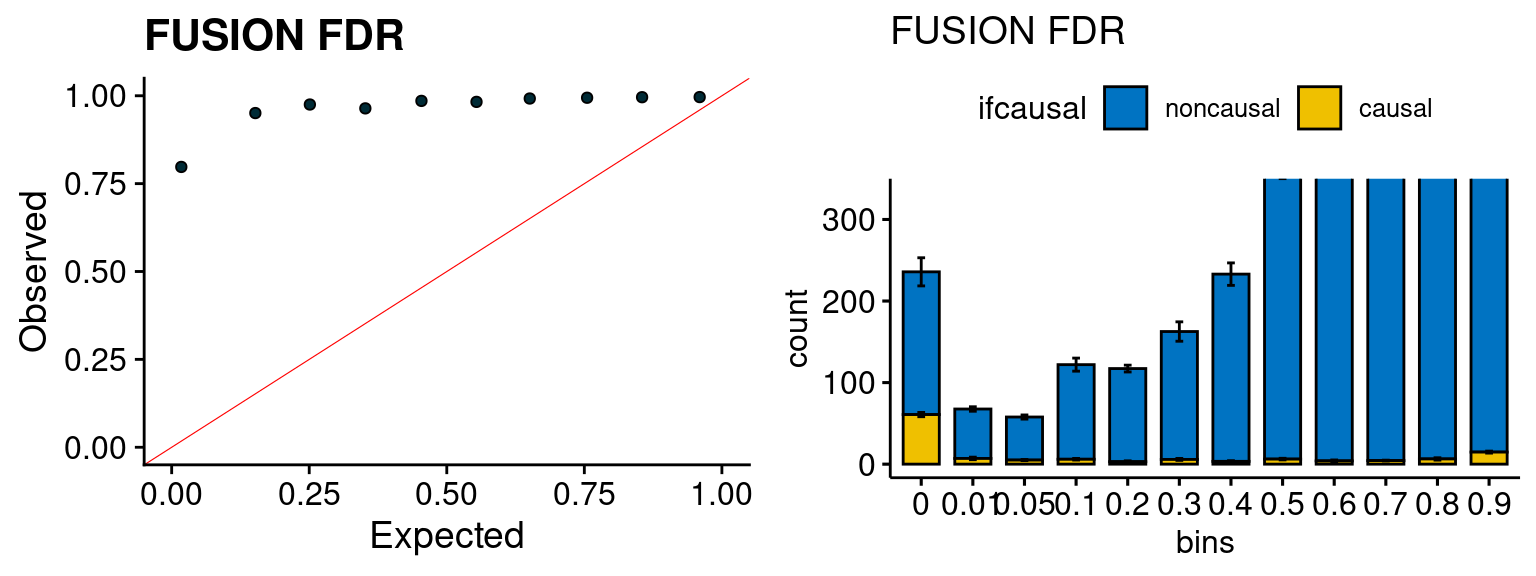 FUSION FDR
1.00
0.75
0.50
0.25
0.00
Observed
0.00 0.25 0.50 0.75 1.00
Expected
FUSION FDR
ifcausal noncausal causal
300
200
100
0
count
0 0.01 0.05 0.1 0.2 0.3 0.4 0.5 0.6 0.7 0.8 0.9
bins